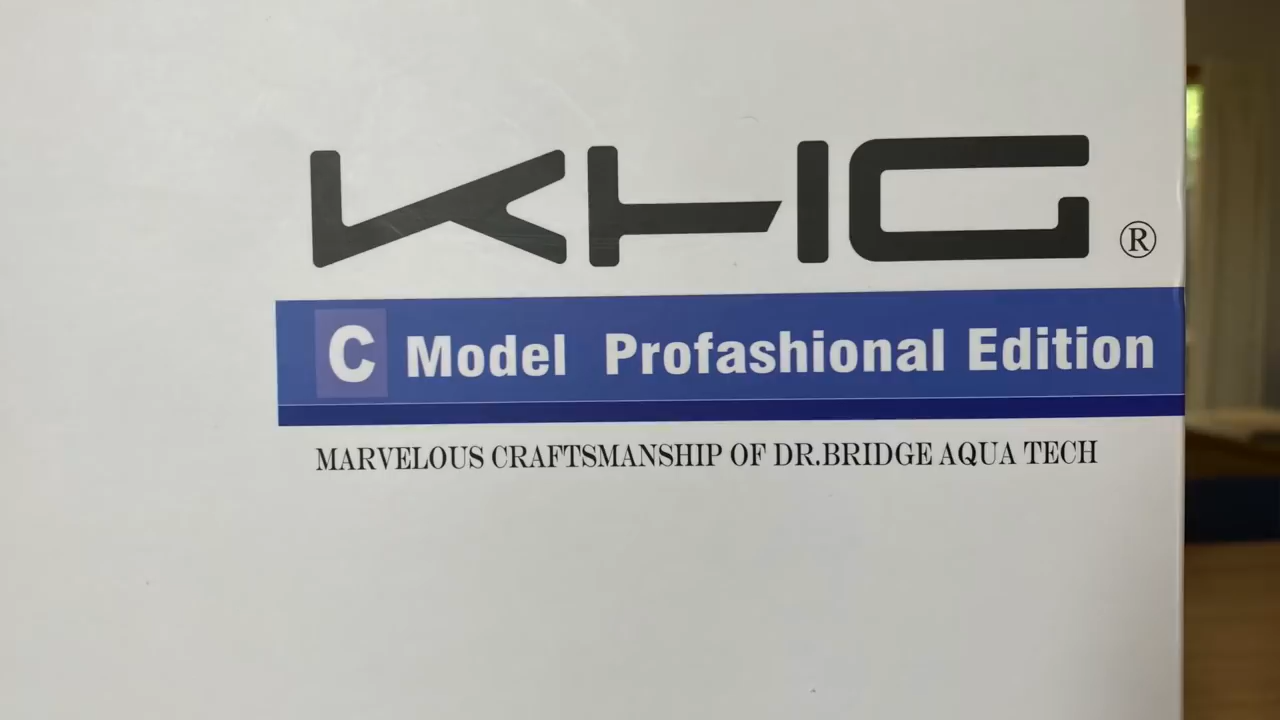 KHG ®
C Model Profashional Edition
MARVELOUS CRAFTSMANSHIP OF DR.BRIDGE AQUA TECH